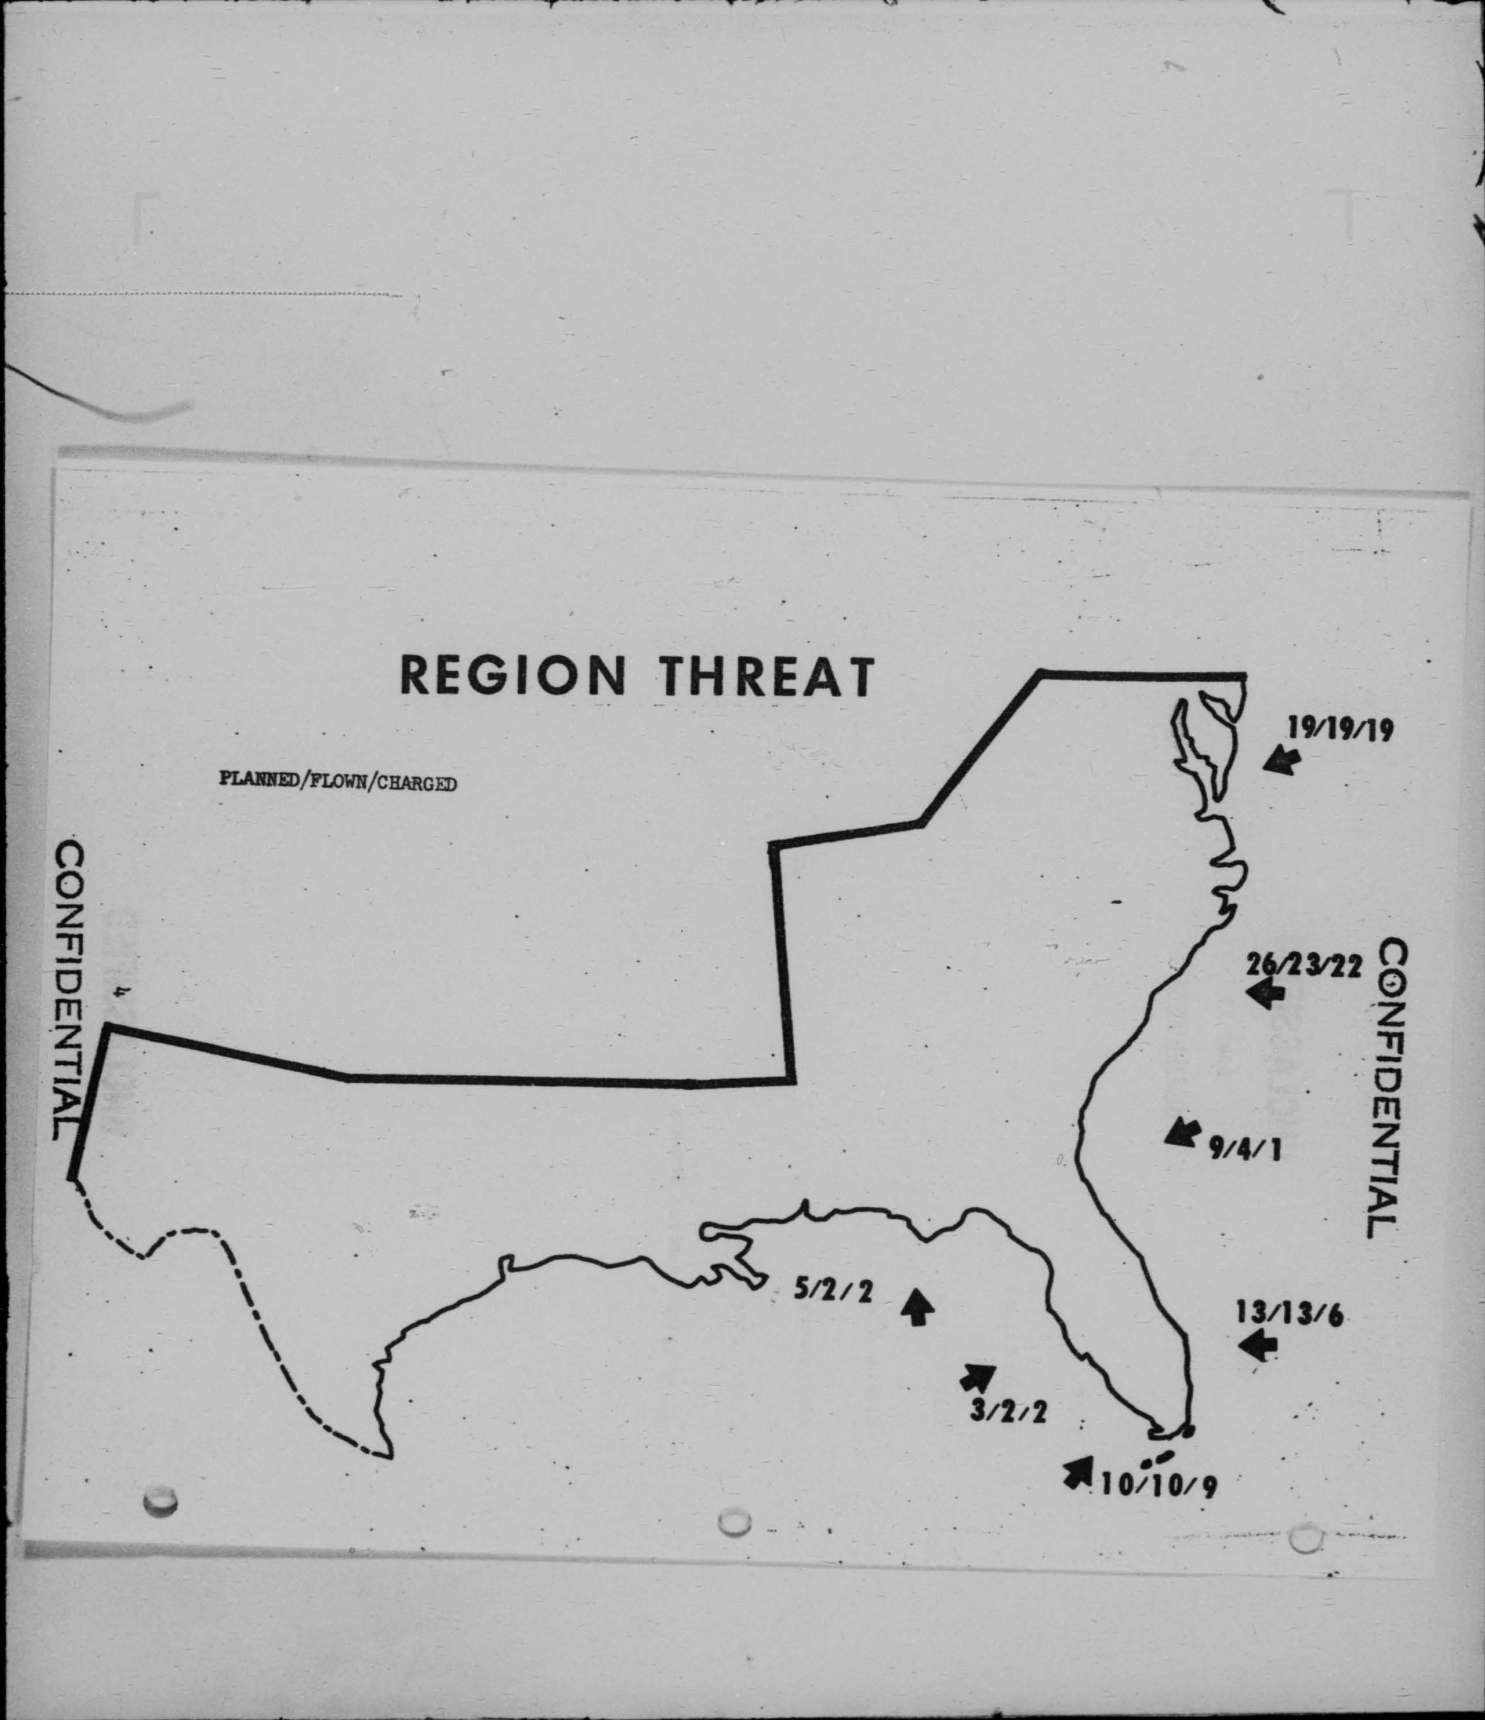 REGION THREAT
PLANNED/FLOWN/CHARGED
19/19/19
CONFIDENTIAL
4
26/23/22
CONFIDENTIAL
9/4/1
5/2/2
13/13/6
3/2/2
10/10/9